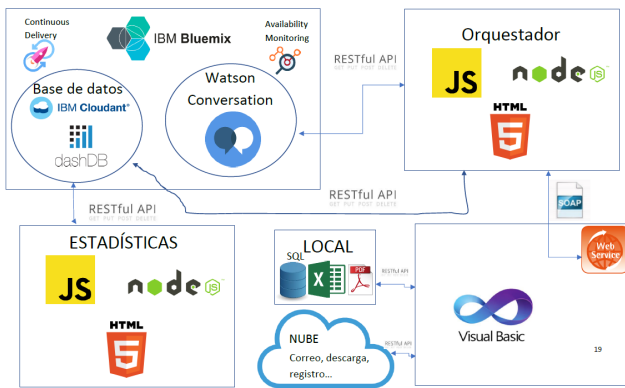 Continuous
Delivery
IBM Bluemix
Availability
Monitoring
Base de datos
IBM Cloudant
dashDB
Watson
Conversation
RESTful API
GET PUT POST DELETE
Orquestador
JS
node JS
HTML
5
RESTful API
GET PUT POST DELETE
RESTful API
GET PUT POST DELETE
SOAP
Web
Service
ESTADÍSTICAS
JS
node JS
HTML
5
LOCAL
SQL
X
PDF
RESTful API
NUBE
Correo, descarga,
registro...
RESTful API
Visual Basic
19